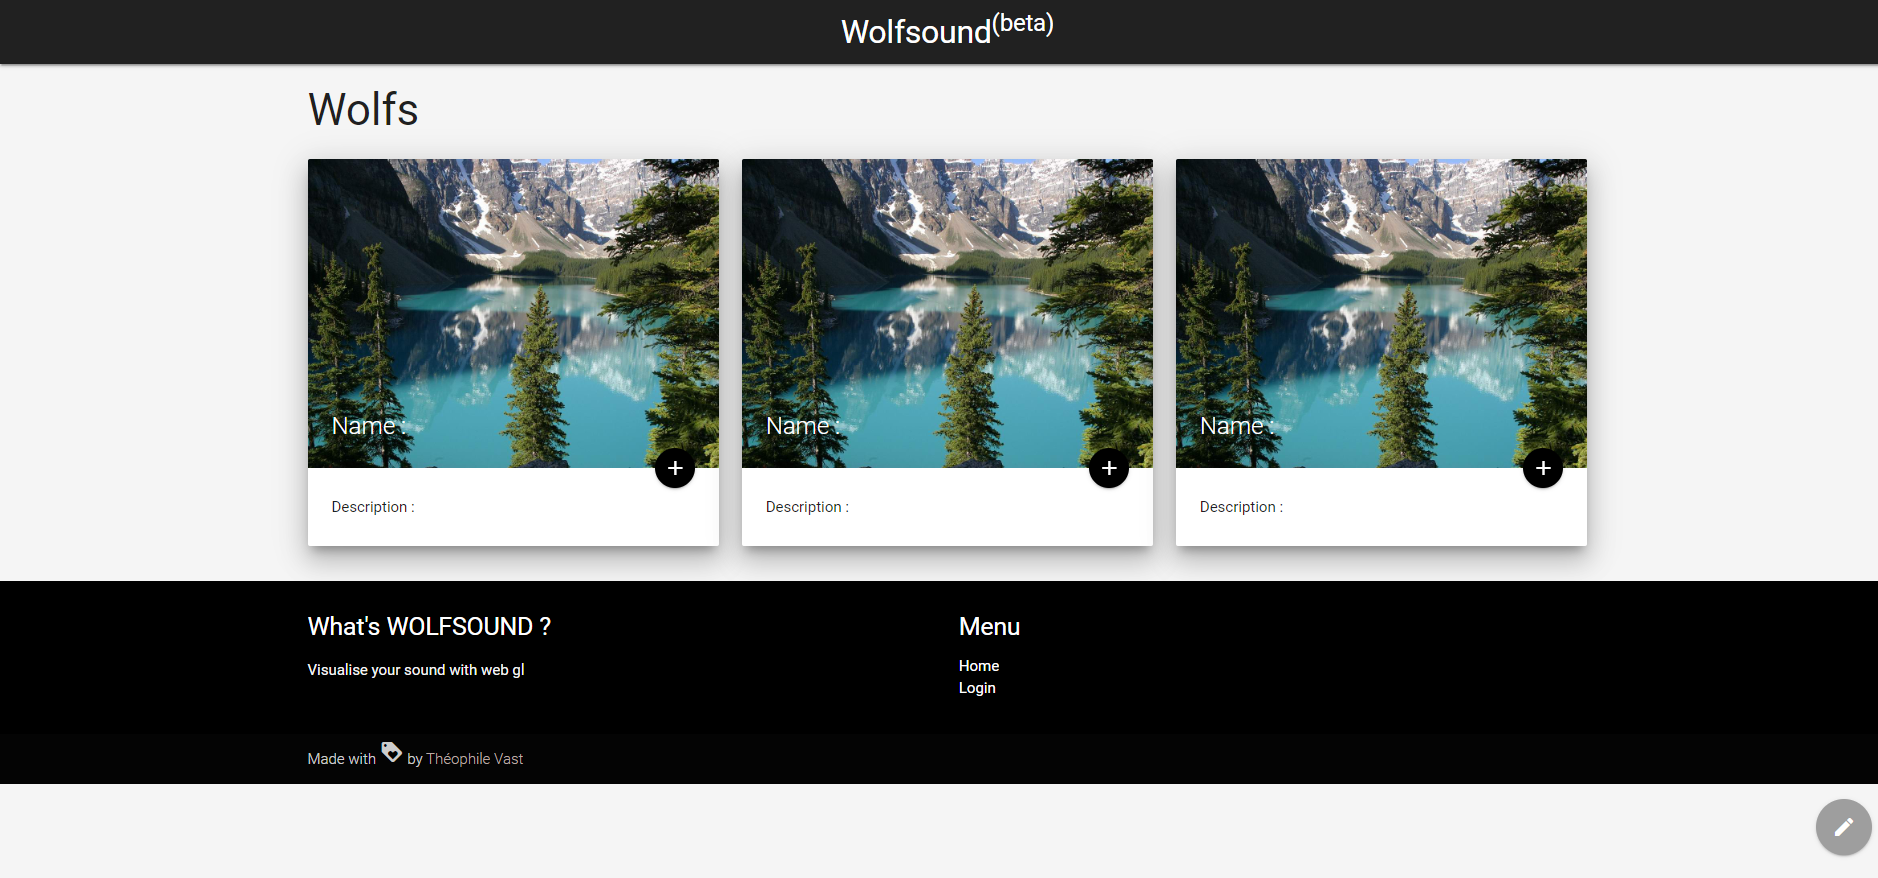 Wolfsound(beta)
Wolfs
Name :
Name :
Name :
Description :
Description :
Description :
What's WOLFSOUND ?
Visualise your sound with web gl
Menu
Home
Login
Made with by Théophile Vast